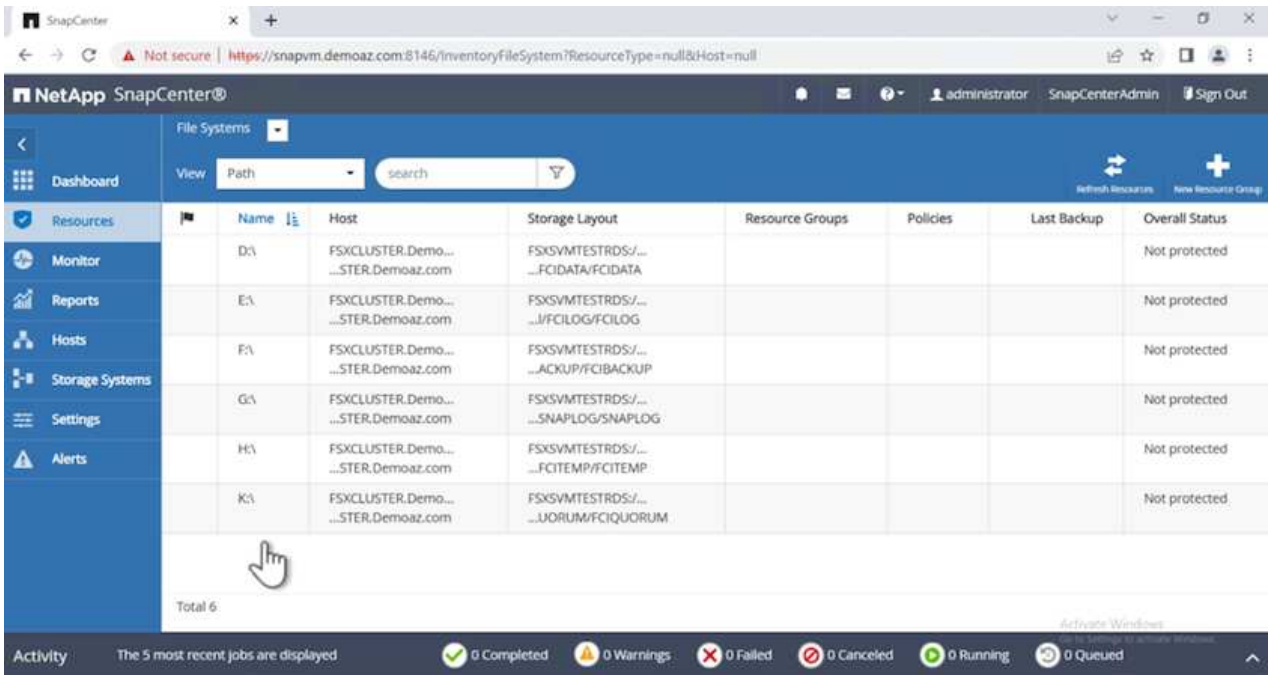 SnapCenter
Not secure | https://snapvm.demoaz.com:8146/InventoryFileSystem?ResourceType=null&Host=null
NetApp SnapCenter® administrator SnapCenterAdmin Sign Out
File Systems
View Path search
Refresh Resources New Resource Group
Dashboard
Resources
Monitor
Reports
Hosts
Storage Systems
Settings
Alerts
Name Host Storage Layout Resource Groups Policies Last Backup Overall Status
D:\ FSXCLUSTER.Demo... FSXSVMTESTRDS:/... Not protected
...STER.Demoaz.com ...FCIDATA/FCIDATA
E:\ FSXCLUSTER.Demo... FSXSVMTESTRDS:/... Not protected
...STER.Demoaz.com ...I/FCILOG/FCILOG
F:\ FSXCLUSTER.Demo... FSXSVMTESTRDS:/... Not protected
...STER.Demoaz.com ...ACKUP/FCIBACKUP
G:\ FSXCLUSTER.Demo... FSXSVMTESTRDS:/... Not protected
...STER.Demoaz.com ...SNAPLOG/SNAPLOG
H:\ FSXCLUSTER.Demo... FSXSVMTESTRDS:/... Not protected
...STER.Demoaz.com ...FCITEMP/FCITEMP
K:\ FSXCLUSTER.Demo... FSXSVMTESTRDS:/... Not protected
...STER.Demoaz.com ...UORUM/FCIQUORUM
Total 6
Activate Windows
Go to Settings to activate Windows.
Activity The 5 most recent jobs are displayed 0 Completed 0 Warnings 0 Failed 0 Canceled 0 Running 0 Queued